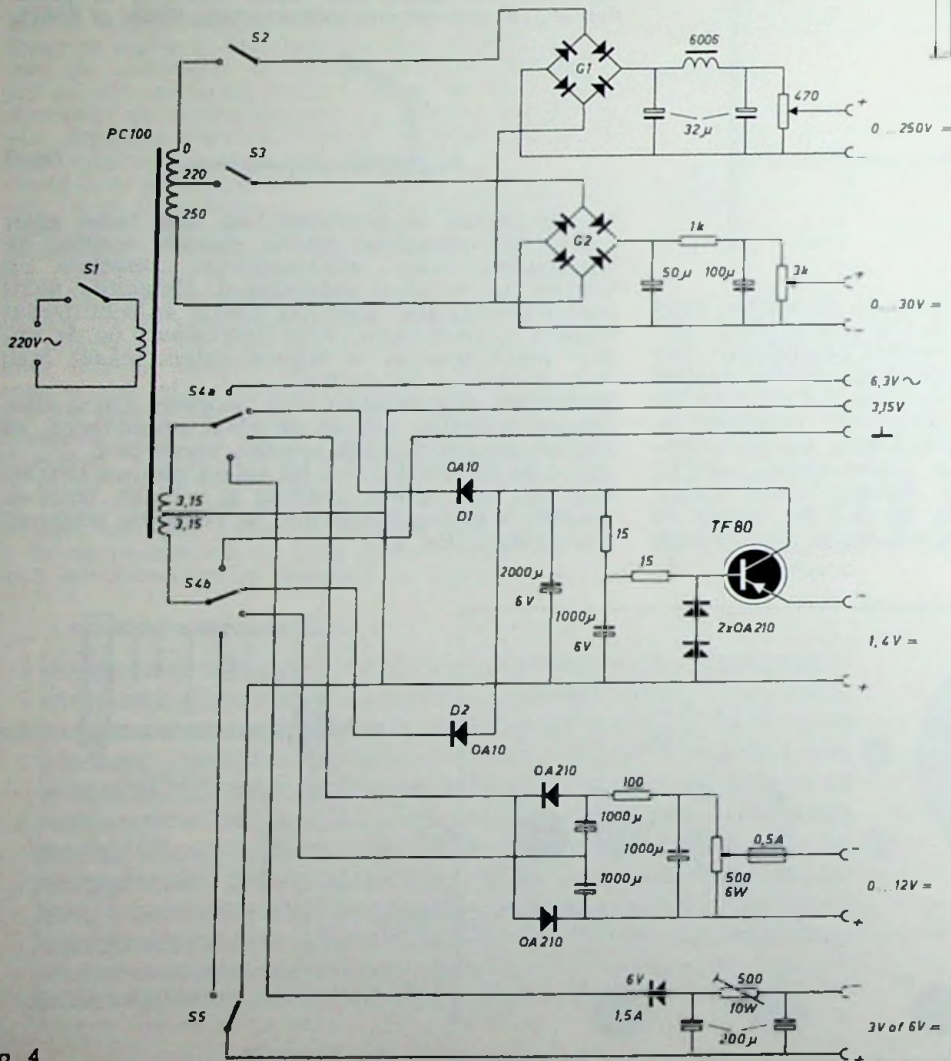 S2
6006
G1
470
+
PC100
0
32µ
0...250V =
S3
220
-
250
1k
G2
S1
50µ
100µ
3k
+
0...30V =
220V~
-
S4a
6,3V~
3,15V
OA10
D1
3,15
3,15
TF80
15
S4b
2000µ
6V
15
1000µ
6V
2xOA210
-
1,4V =
D2
+
OA10
OA210
100
1000µ
1000µ
0,5A
-
1000µ
500
6W
0...12V =
+
OA210
6V
500
-
1,5A
10W
S5
200µ
3V of 6V =
+